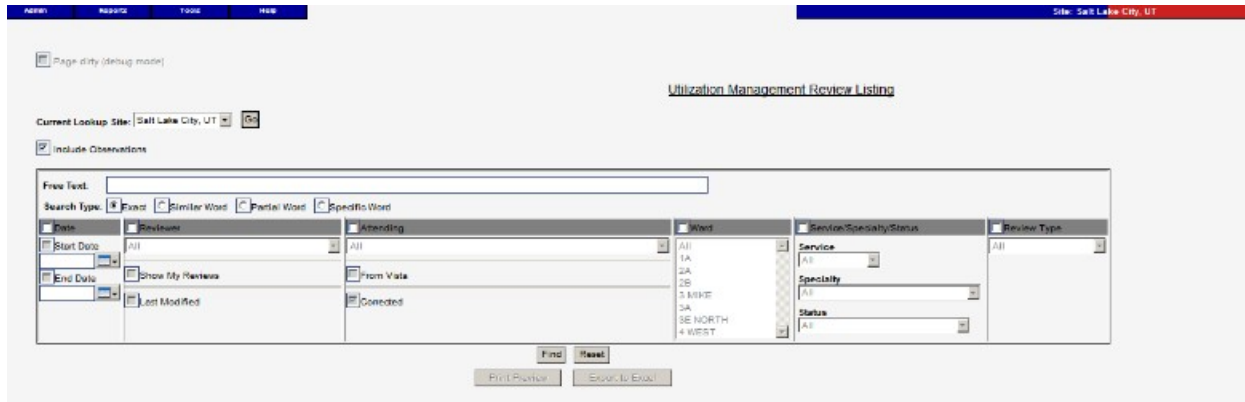 Admin Reports Tools Help Site: Salt Lake City, UT
Page dirty (debug mode)
Utilization Management Review Listing
Current Lookup Site: Salt Lake City, UT Go
Include Observations
Free Text:
Search Type: Exact Similar Word Partial Word Specific Word
Date Reviewer Attending Ward Service/Specialty/Status Review Type
Start Date All All All Service All
1A All
2A
End Date Show My Reviews From Vista 2B Specialty
3 MIKE All
Last Modified Corrected 3A
3E NORTH Status
4 WEST All
Find Reset
Print Preview Export to Excel